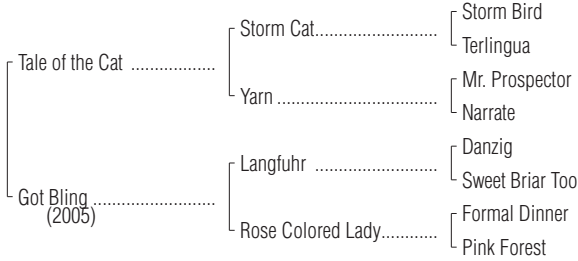 Storm Bird
Storm Cat..............................
Terlingua
Tale of the Cat ....................
Mr. Prospector
Yarn .......................................
Narrate
Danzig
Langfuhr ..............................
Sweet Briar Too
Got Bling .............................
(2005)
Formal Dinner
Rose Colored Lady.............
Pink Forest